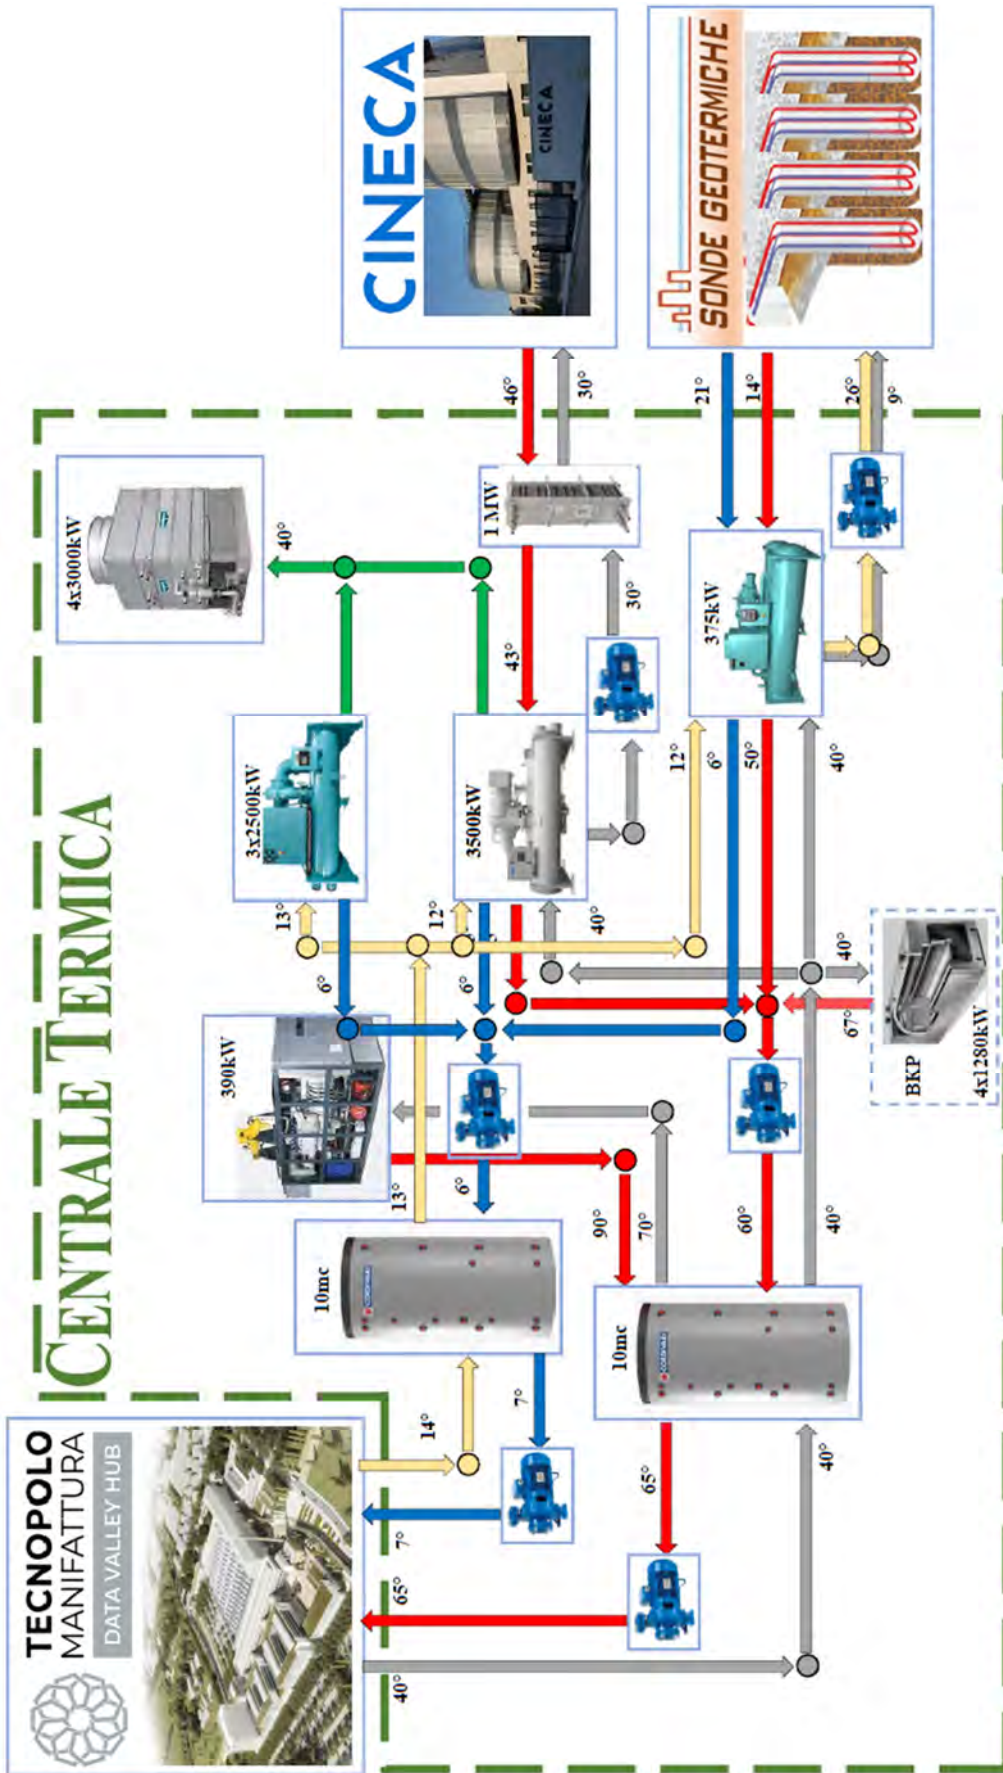 TECNOPOLO
MANIFATTURA
DATA VALLEY HUB
CENTRALE TERMICA
4x3000kW
40°
390kW
3x2500kW
13°
6°
10mc
13°
14°
7°
7°
65°
40°
6°
6°
12°
40°
3500kW
43°
30°
1 MW
46°
30°
CINECA
CINECA
10mc
90°
70°
65°
40°
60°
40°
12°
6°
50°
40°
375kW
21°
14°
26°
9°
SONDE GEOTERMICHE
67°
40°
BKP
4x1280kW